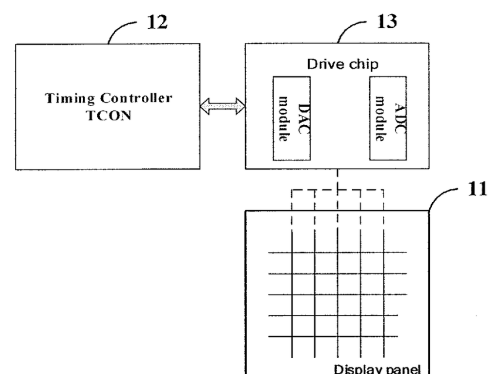 12
13
Timing Controller
TCON
Drive chip
DAC
module
ADC
module
11
Display panel